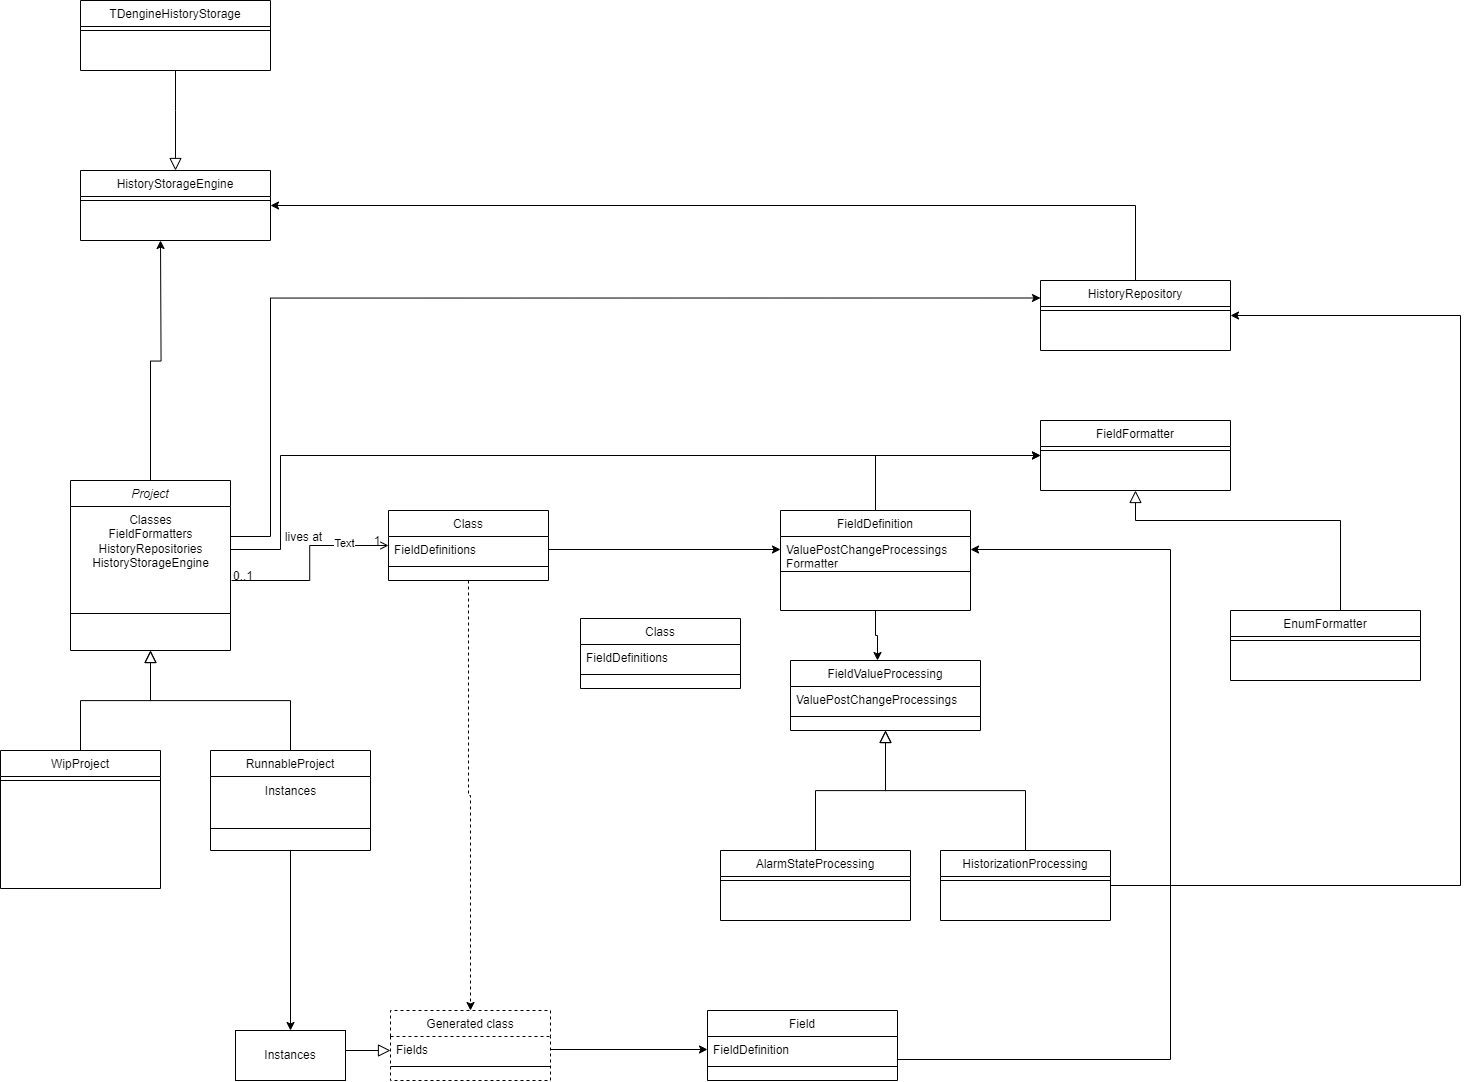 TDengineHistoryStorage
HistoryStorageEngine
HistoryRepository
FieldFormatter
Project
Classes
FieldFormatters
HistoryRepositories
HistoryStorageEngine
lives at
Text
1
0..1
Class
FieldDefinitions
FieldDefinition
ValuePostChangeProcessings
Formatter
Class
FieldDefinitions
EnumFormatter
FieldValueProcessing
ValuePostChangeProcessings
WipProject
RunnableProject
Instances
AlarmStateProcessing
HistorizationProcessing
Instances
Generated class
Fields
Field
FieldDefinition